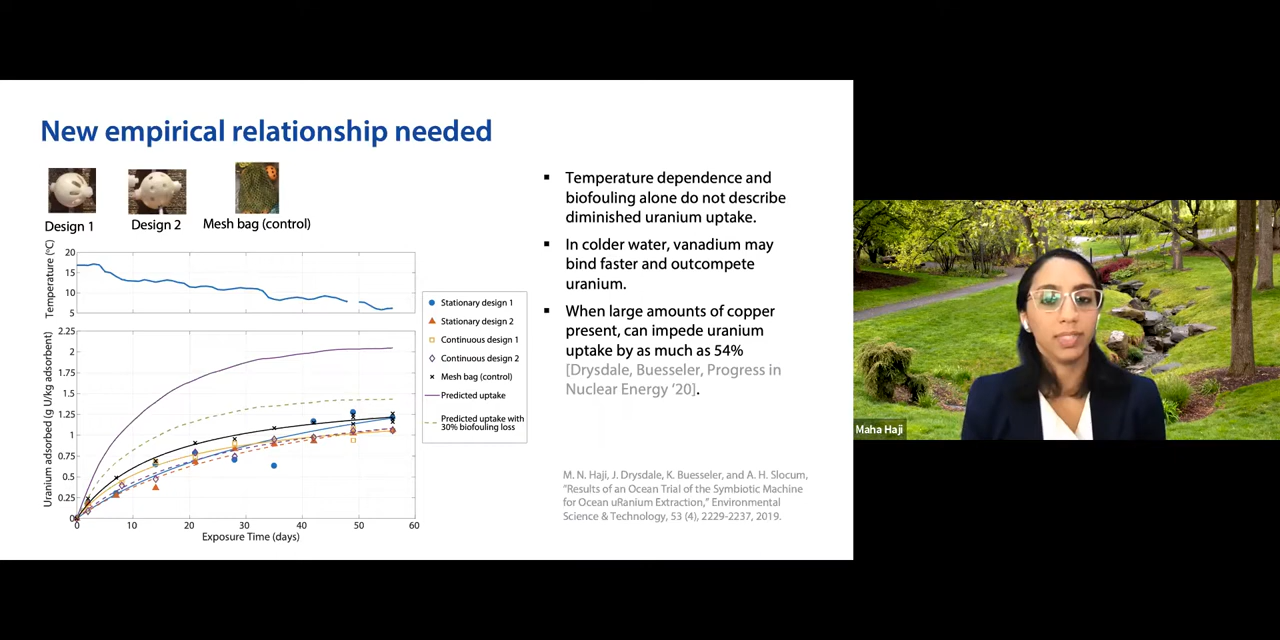 New empirical relationship needed
Design 1
Design 2
Mesh bag (control)
Temperature (°C)
20
15
10
5
Uranium adsorbed (g U/kg adsorbent)
2.25
2
1.75
1.5
1.25
1
0.75
0.5
0.25
0
0
10
20
30
40
50
60
Exposure Time (days)
Stationary design 1
Stationary design 2
Continuous design 1
Continuous design 2
Mesh bag (control)
Predicted uptake
Predicted uptake with
30% biofouling loss
▪ Temperature dependence and
biofouling alone do not describe
diminished uranium uptake.
▪ In colder water, vanadium may
bind faster and outcompete
uranium.
▪ When large amounts of copper
present, can impede uranium
uptake by as much as 54%
[Drysdale, Buesseler, Progress in
Nuclear Energy ‘20].
M. N. Haji, J. Drysdale, K. Buesseler, and A. H. Slocum,
“Results of an Ocean Trial of the Symbiotic Machine
for Ocean uRanium Extraction,” Environmental
Science & Technology, 53 (4), 2229-2237, 2019.
Maha Haji